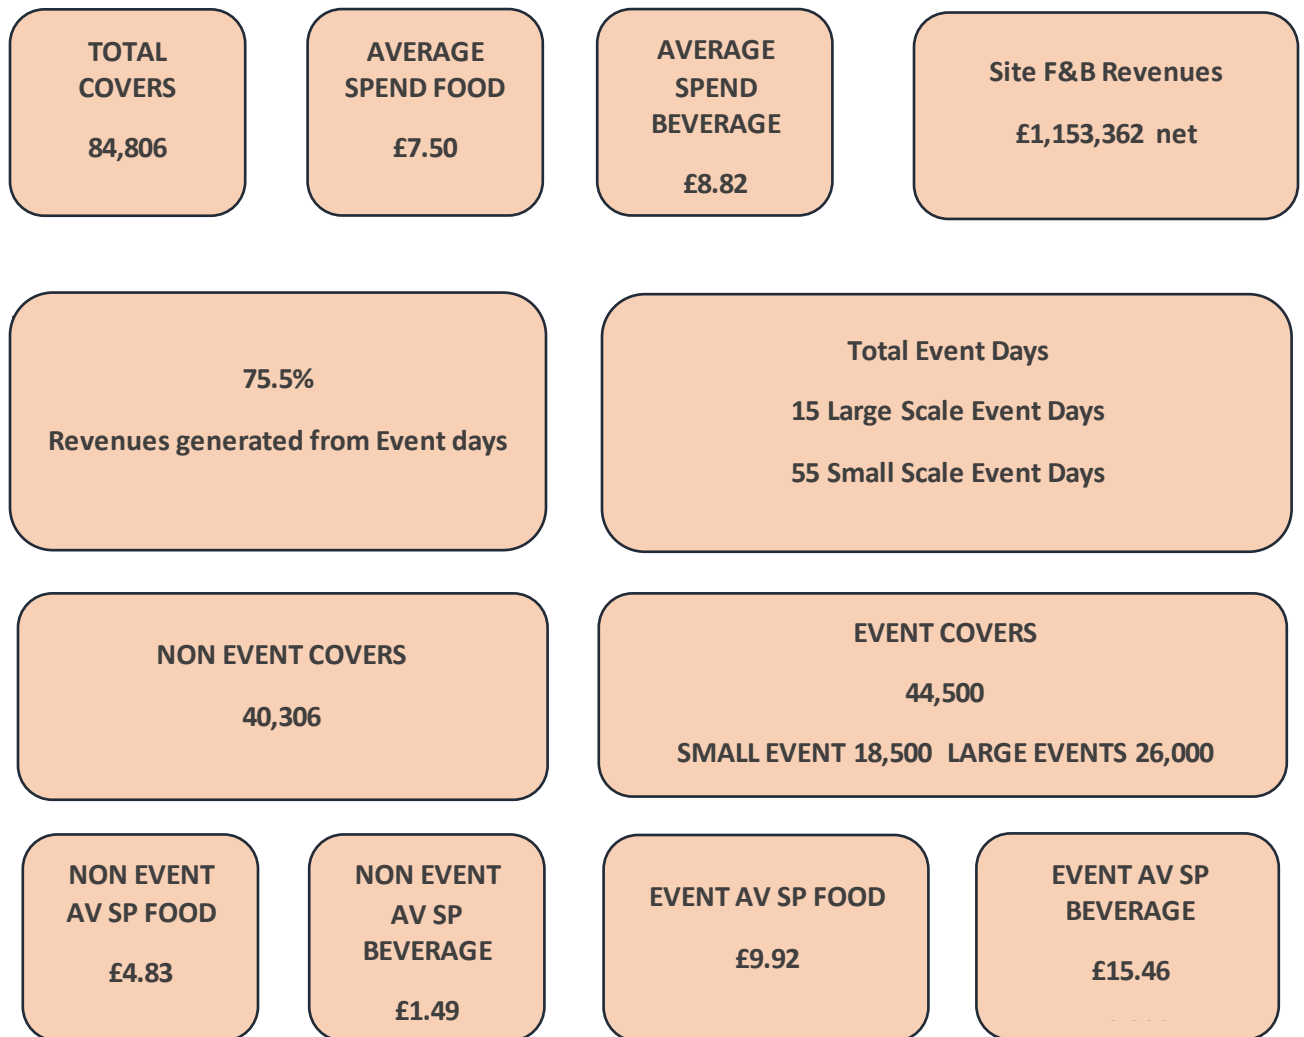 TOTAL
COVERS
84,806
AVERAGE
SPEND FOOD
£7.50
AVERAGE
SPEND
BEVERAGE
£8.82
Site F&B Revenues
£1,153,362 net
75.5%
Revenues generated from Event days
Total Event Days
15 Large Scale Event Days
55 Small Scale Event Days
NON EVENT COVERS
40,306
EVENT COVERS
44,500
SMALL EVENT 18,500 LARGE EVENTS 26,000
NON EVENT
AV SP FOOD
£4.83
NON EVENT
AV SP
BEVERAGE
£1.49
EVENT AV SP FOOD
£9.92
EVENT AV SP
BEVERAGE
£15.46